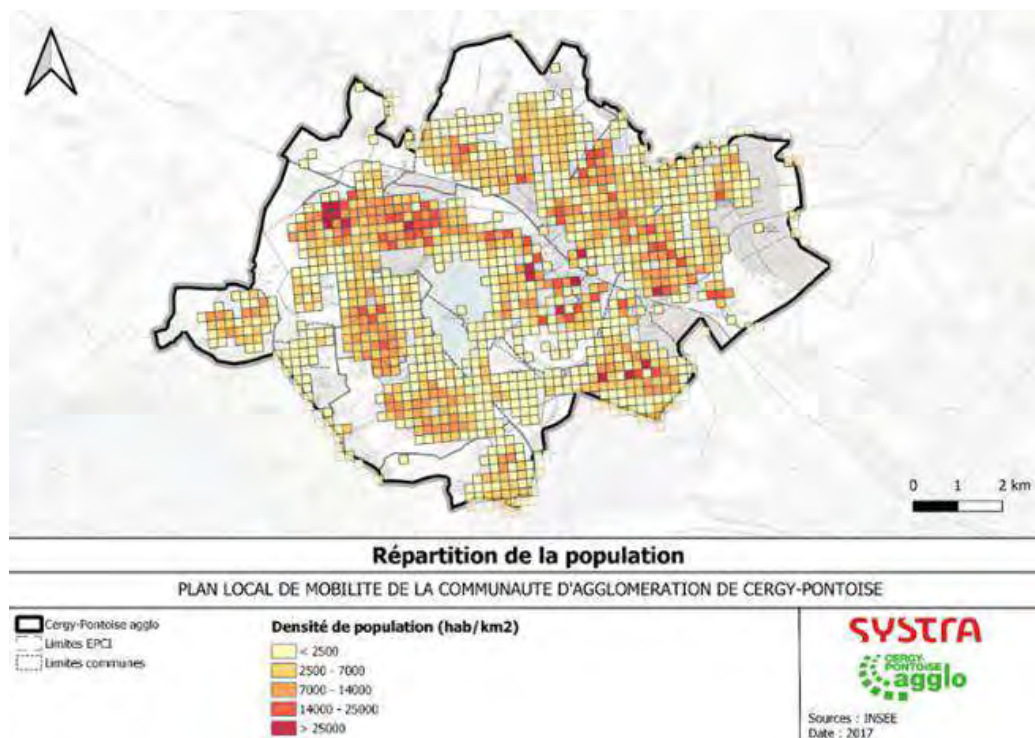 0 1 2 km
Répartition de la population
PLAN LOCAL DE MOBILITE DE LA COMMUNAUTE D'AGGLOMERATION DE CERGY-PONTOISE
Cergy-Pontoise agglo
Limites EPCI
Limites communes
Densité de population (hab/km2)
< 2500
2500 - 7000
7000 - 14000
14000 - 25000
> 25000
SYSTRA
CERGY-
PONTOISE
agglo
Sources : INSEE
Date : 2017